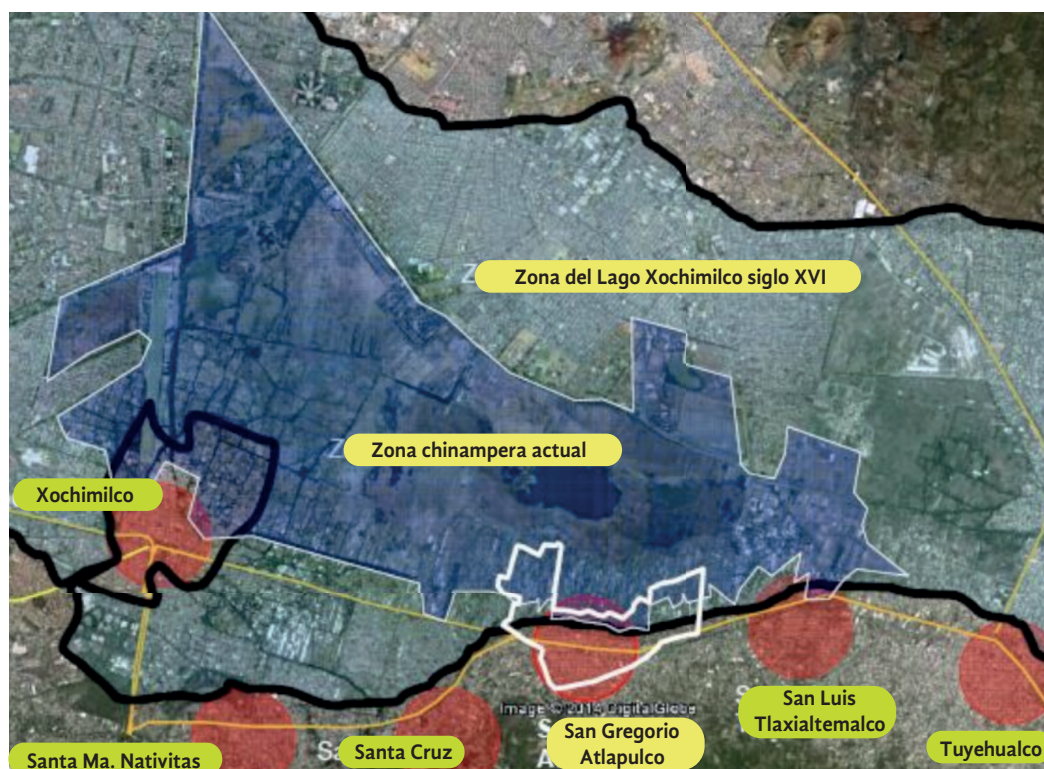 Zona del Lago Xochimilco siglo XVI
Zona chinampera actual
Xochimilco
Image © 2014 DigitalGlobe
San Luis
Tlaxialtemalco
San Gregorio
Atlapulco
Santa Cruz
Tuyehualco
Santa Ma. Nativitas